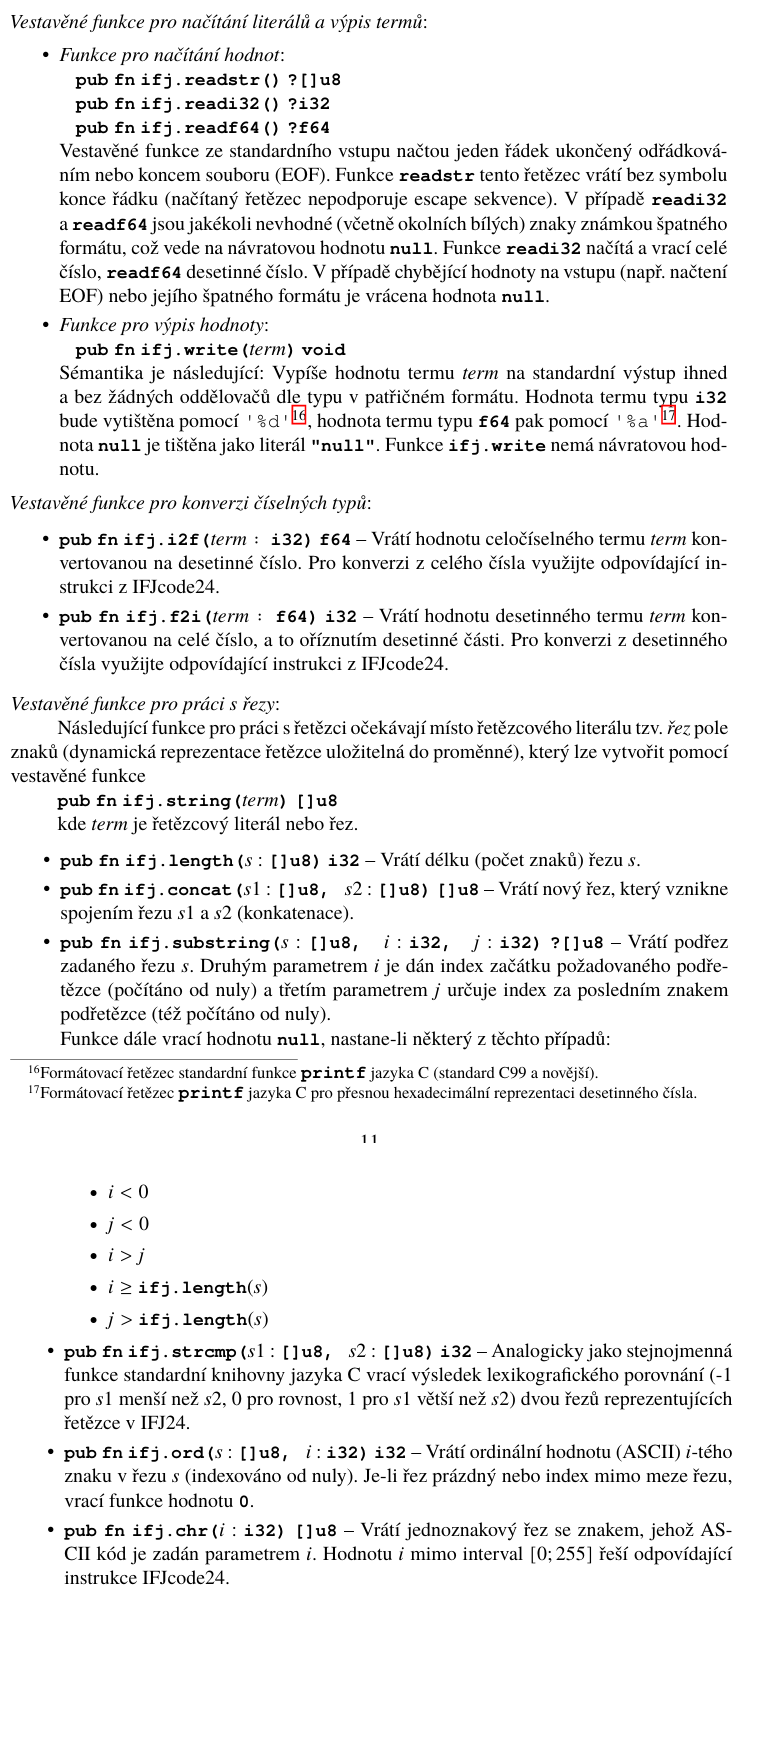 Vestavěné funkce pro načítání literálů a výpis termů:
• Funkce pro načítání hodnot:
pub fn ifj.readstr() ?[]u8
pub fn ifj.readi32() ?i32
pub fn ifj.readf64() ?f64
Vestavěné funkce ze standardního vstupu načtou jeden řádek ukončený odřádková-
ním nebo koncem souboru (EOF). Funkce readstr tento řetězec vrátí bez symbolu
konce řádku (načítaný řetězec nepodporuje escape sekvence). V případě readi32
a readf64 jsou jakékoli nevhodné (včetně okolních bílých) znaky známkou špatného
formátu, což vede na návratovou hodnotu null. Funkce readi32 načítá a vrací celé
číslo, readf64 desetinné číslo. V případě chybějící hodnoty na vstupu (např. načtení
EOF) nebo jejího špatného formátu je vrácena hodnota null.
• Funkce pro výpis hodnoty:
pub fn ifj.write(term) void
Sémantika je následující: Vypíše hodnotu termu term na standardní výstup ihned
a bez žádných oddělovačů dle typu v patřičném formátu. Hodnota termu typu i32
bude vytištěna pomocí '%d'16, hodnota termu typu f64 pak pomocí '%a'17. Hod-
nota null je tištěna jako literál "null". Funkce ifj.write nemá návratovou hod-
notu.
Vestavěné funkce pro konverzi číselných typů:
• pub fn ifj.i2f(term : i32) f64 – Vrátí hodnotu celočíselného termu term kon-
vertovanou na desetinné číslo. Pro konverzi z celého čísla využijte odpovídající in-
strukci z IFJcode24.
• pub fn ifj.f2i(term : f64) i32 – Vrátí hodnotu desetinného termu term kon-
vertovanou na celé číslo, a to oříznutím desetinné části. Pro konverzi z desetinného
čísla využijte odpovídající instrukci z IFJcode24.
Vestavěné funkce pro práci s řezy:
Následující funkce pro práci s řetězci očekávají místo řetězcového literálu tzv. řez pole
znaků (dynamická reprezentace řetězce uložitelná do proměnné), který lze vytvořit pomocí
vestavěné funkce
pub fn ifj.string(term) []u8
kde term je řetězcový literál nebo řez.
• pub fn ifj.length(s : []u8) i32 – Vrátí délku (počet znaků) řezu s.
• pub fn ifj.concat(s1 : []u8, s2 : []u8) []u8 – Vrátí nový řez, který vznikne
spojením řezu s1 a s2 (konkatenace).
• pub fn ifj.substring(s : []u8, i : i32, j : i32) ?[]u8 – Vrátí podřez
zadaného řezu s. Druhým parametrem i je dán index začátku požadovaného podře-
tězce (počítáno od nuly) a třetím parametrem j určuje index za posledním znakem
podřetězce (též počítáno od nuly).
Funkce dále vrací hodnotu null, nastane-li některý z těchto případů:
16Formátovací řetězec standardní funkce printf jazyka C (standard C99 a novější).
17Formátovací řetězec printf jazyka C pro přesnou hexadecimální reprezentaci desetinného čísla.
11
• i < 0
• j < 0
• i > j
• i ≥ ifj.length(s)
• j > ifj.length(s)
• pub fn ifj.strcmp(s1 : []u8, s2 : []u8) i32 – Analogicky jako stejnojmenná
funkce standardní knihovny jazyka C vrací výsledek lexikografického porovnání (-1
pro s1 menší než s2, 0 pro rovnost, 1 pro s1 větší než s2) dvou řezů reprezentujících
řetězce v IFJ24.
• pub fn ifj.ord(s : []u8, i : i32) i32 – Vrátí ordinální hodnotu (ASCII) i-tého
znaku v řezu s (indexováno od nuly). Je-li řez prázdný nebo index mimo meze řezu,
vrací funkce hodnotu 0.
• pub fn ifj.chr(i : i32) []u8 – Vrátí jednoznakový řez se znakem, jehož AS-
CII kód je zadán parametrem i. Hodnotu i mimo interval [0; 255] řeší odpovídající
instrukce IFJcode24.